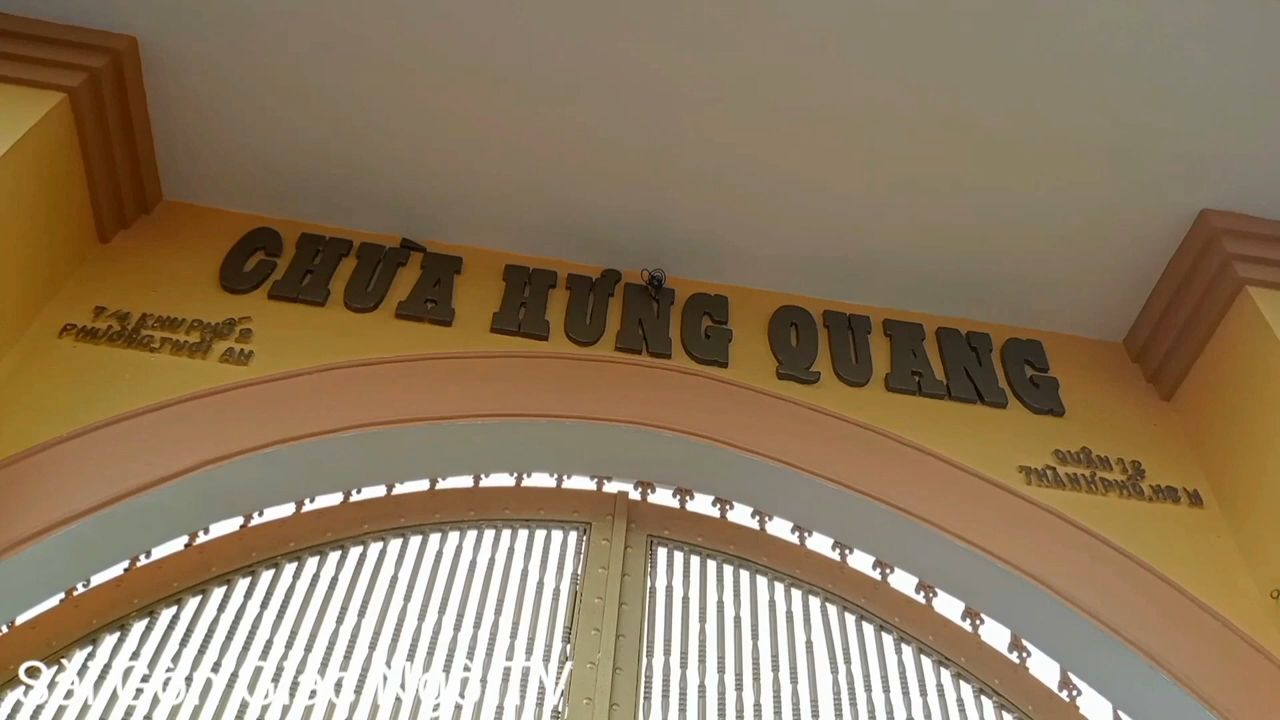 CHÙA HƯNG QUANG
7/4 KHU PHỐ 2
PHƯỜNG.THỚI AN
QUẬN 12
THÀNH PHỐ.HCM
Sài Gòn Giác Ngộ TV